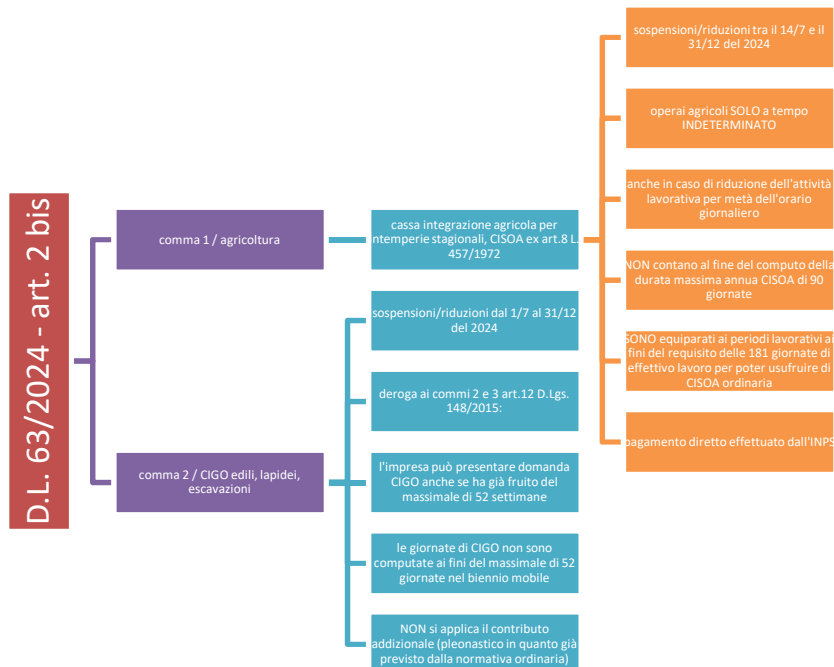 D.L. 63/2024 - art. 2 bis
comma 1 / agricoltura
cassa integrazione agricola per
ntemperie stagionali, CISOA ex art.8 L.
457/1972
sospensioni/riduzioni tra il 14/7 e il
31/12 del 2024
operai agricoli SOLO a tempo
INDETERMINATO
anche in caso di riduzione dell'attività
lavorativa per metà dell'orario
giornaliero
NON contano al fine del computo della
durata massima annua CISOA di 90
giornate
SONO equiparati ai periodi lavorativi ai
fini del requisito delle 181 giornate di
effettivo lavoro per poter usufruire di
CISOA ordinaria
pagamento diretto effettuato dall'INPS
comma 2 / CIGO edili, lapidei,
escavazioni
sospensioni/riduzioni dal 1/7 al 31/12
del 2024
deroga ai commi 2 e 3 art.12 D.Lgs.
148/2015:
l'impresa può presentare domanda
CIGO anche se ha già fruito del
massimale di 52 settimane
le giornate di CIGO non sono
computate ai fini del massimale di 52
giornate nel biennio mobile
NON si applica il contributo
addizionale (pleonastico in quanto già
previsto dalla normativa ordinaria)